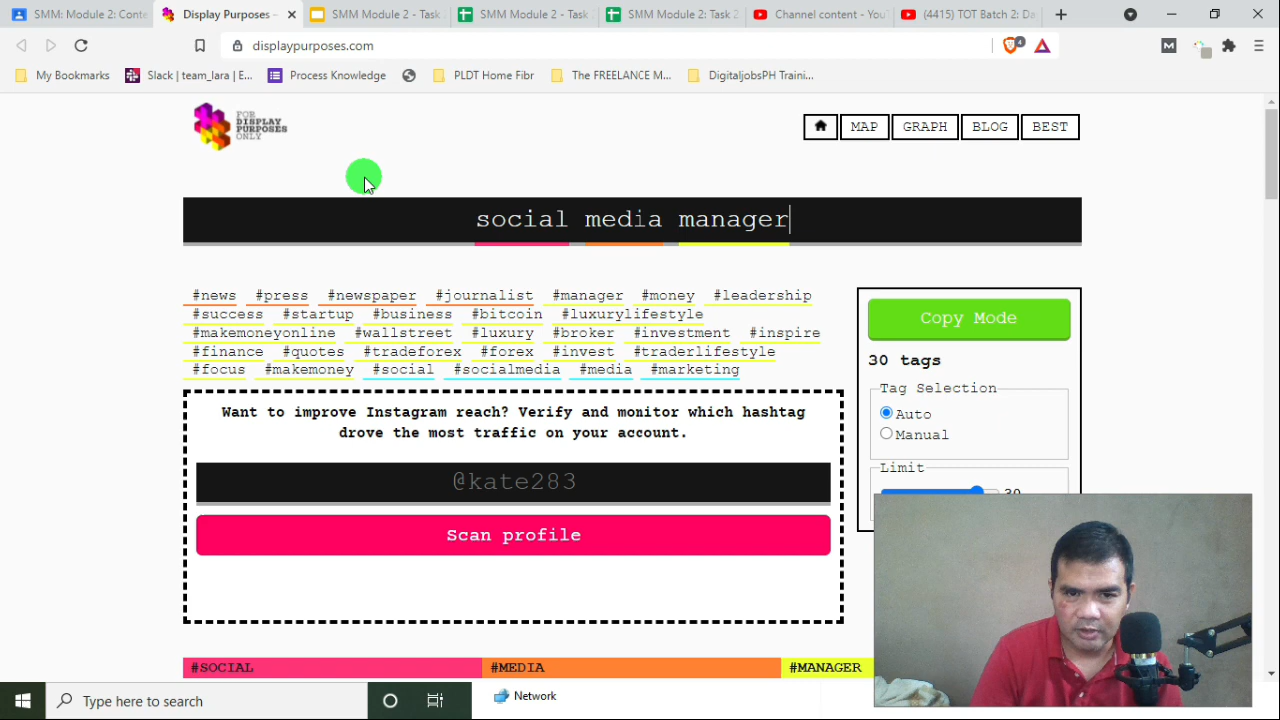 SMM Module 2: Conte
Display Purposes –
SMM Module 2 - Task
SMM Module 2 - Task
SMM Module 2: Task 2
Channel content - You
(4415) TOT Batch 2: Da
displaypurposes.com
4
M
My Bookmarks
Slack | team_lara | E...
Process Knowledge
PLDT Home Fibr
The FREELANCE M...
DigitaljobsPH Traini...
FOR
DISPLAY
PURPOSES
ONLY
MAP
GRAPH
BLOG
BEST
social media manager
#news #press #newspaper #journalist #manager #money #leadership
#success #startup #business #bitcoin #luxurylifestyle
#makemoneyonline #wallstreet #luxury #broker #investment #inspire
#finance #quotes #tradeforex #forex #invest #traderlifestyle
#focus #makemoney #social #socialmedia #media #marketing
Copy Mode
30 tags
Tag Selection
Auto
Manual
Limit
30
Want to improve Instagram reach? Verify and monitor which hashtag
drove the most traffic on your account.
@kate283
Scan profile
#SOCIAL
#MEDIA
#MANAGER
Type here to search
Network